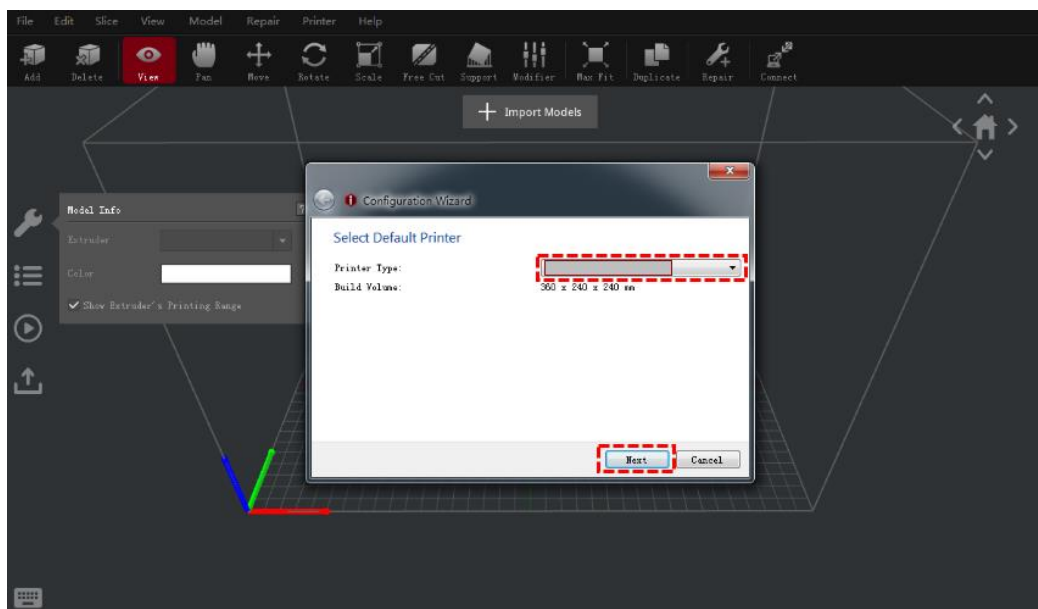 File Edit Slice View Model Repair Printer Help
Add Delete View Pan Move Rotate Scale Free Cut Support Modifier Max Fit Duplicate Repair Connect
Import Models
Configuration Wizard
Model Info ?
Select Default Printer
Extruder
Printer Type:
Color
Build Volume: 360 x 240 x 240 mm
Show Extruder's Printing Range
Next Cancel